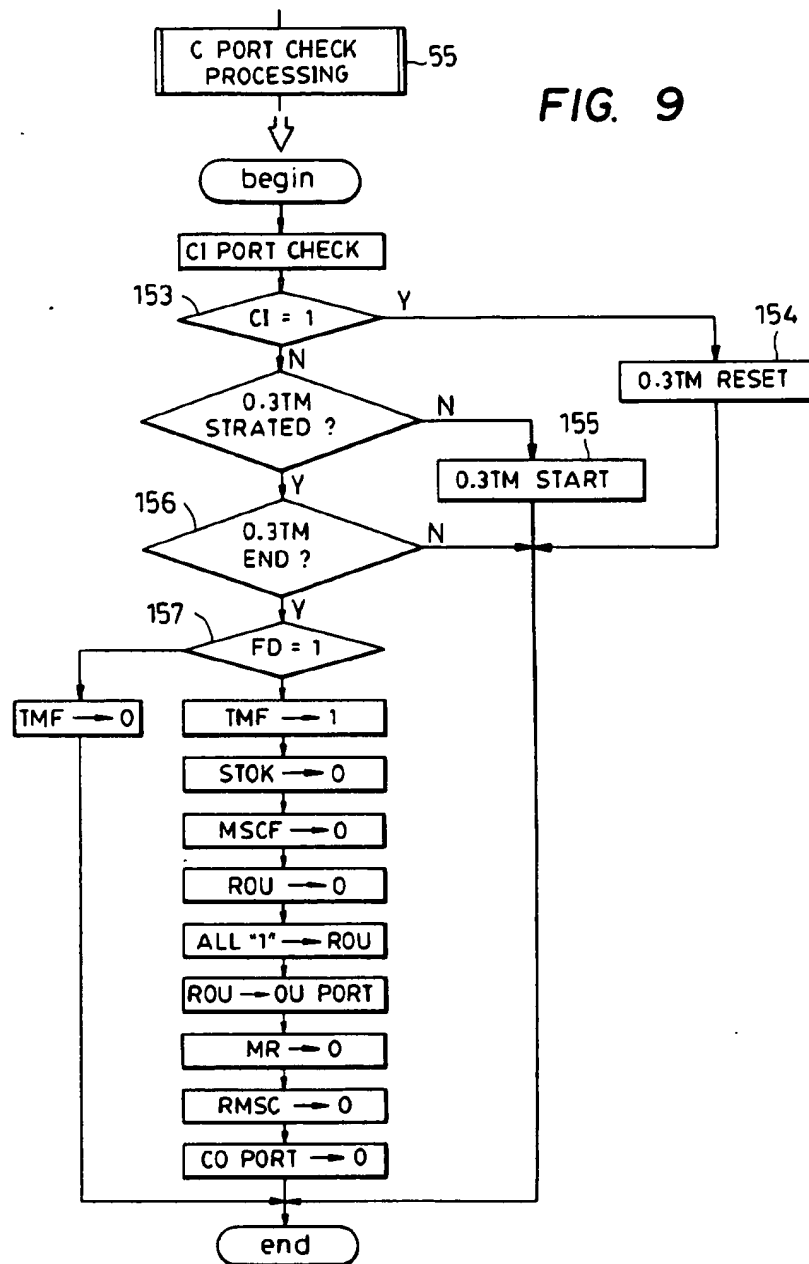 C PORT CHECK
PROCESSING
55
FIG. 9
begin
CI PORT CHECK
153
CI = 1
Y
154
N
0.3TM RESET
0.3TM
STRATED ?
N
155
0.3TM START
Y
156
0.3TM
END ?
N
Y
157
FD = 1
TMF → 0
TMF → 1
STOK → 0
MSCF → 0
ROU → 0
ALL "1" → ROU
ROU → OU PORT
MR → 0
RMSC → 0
CO PORT → 0
end